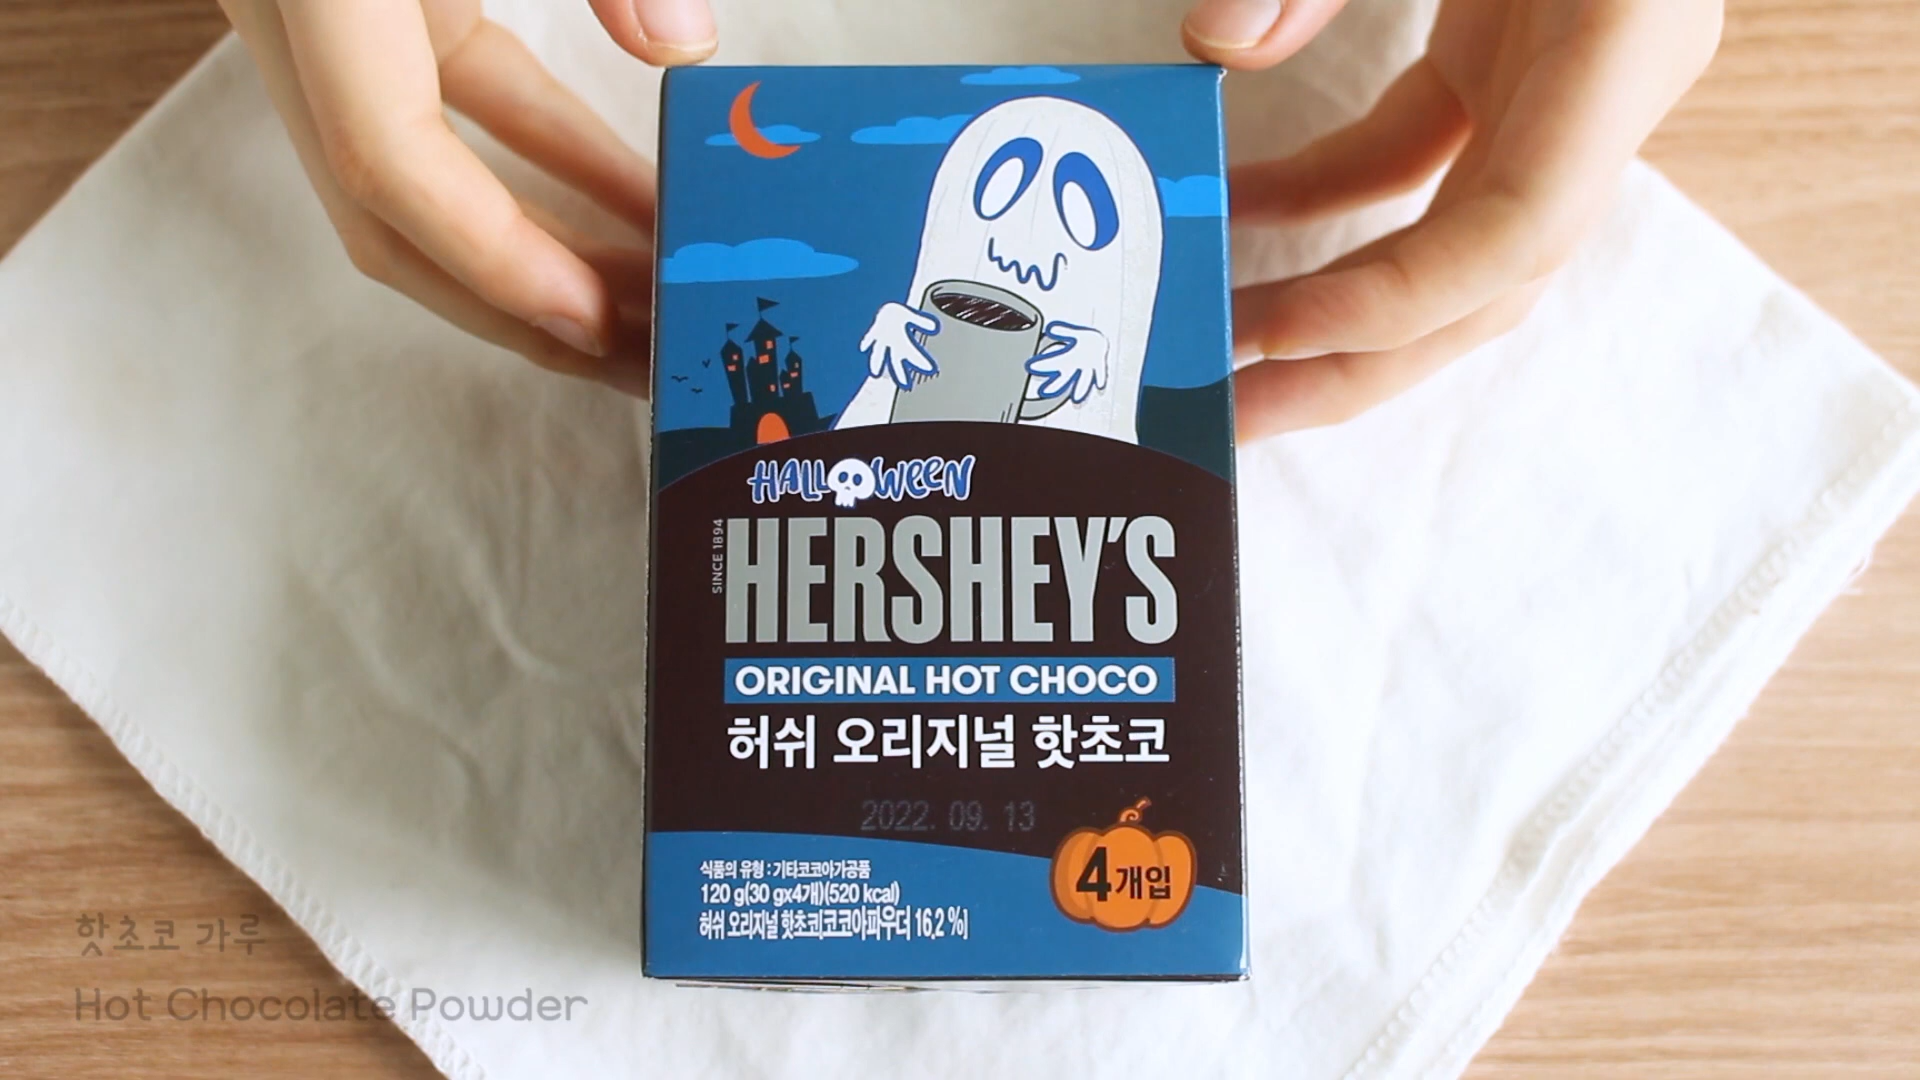 HALLOWEEN
SINCE 1894
HERSHEY'S
ORIGINAL HOT CHOCO
허쉬 오리지널 핫초코
2022. 09. 13
4개입
식품의 유형 : 기타코코아가공품
120 g(30 gx4개)(520 kcal)
허쉬 오리지널 핫초코[코코아파우더 16.2 %]
핫초코 가루
Hot Chocolate Powder